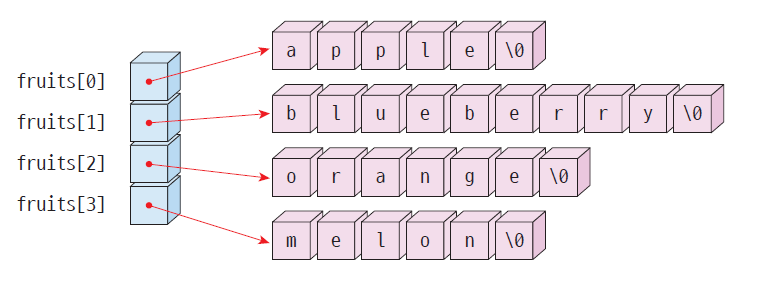 fruits[0] a p p l e \0
fruits[1] b l u e b e r r y \0
fruits[2] o r a n g e \0
fruits[3] m e l o n \0